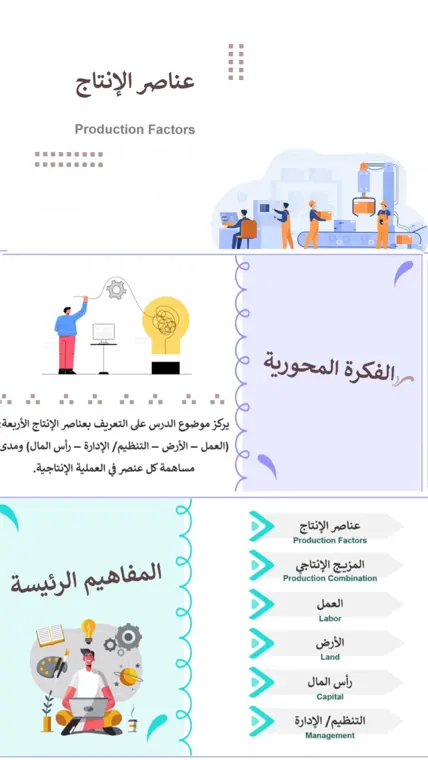 عناصر الإنتاج
Production Factors
الفكرة المحورية
يركز موضوع الدرس على التعريف بعناصر الإنتاج الأربعة:
(العمل – الأرض – التنظيم/ الإدارة – رأس المال) ومدى
مساهمة كل عنصر في العملية الإنتاجية.
المفاهيم الرئيسة
عناصر الإنتاج
Production Factors
المزيج الإنتاجي
Production Combination
العمل
Labor
الأرض
Land
رأس المال
Capital
التنظيم/ الإدارة
Management